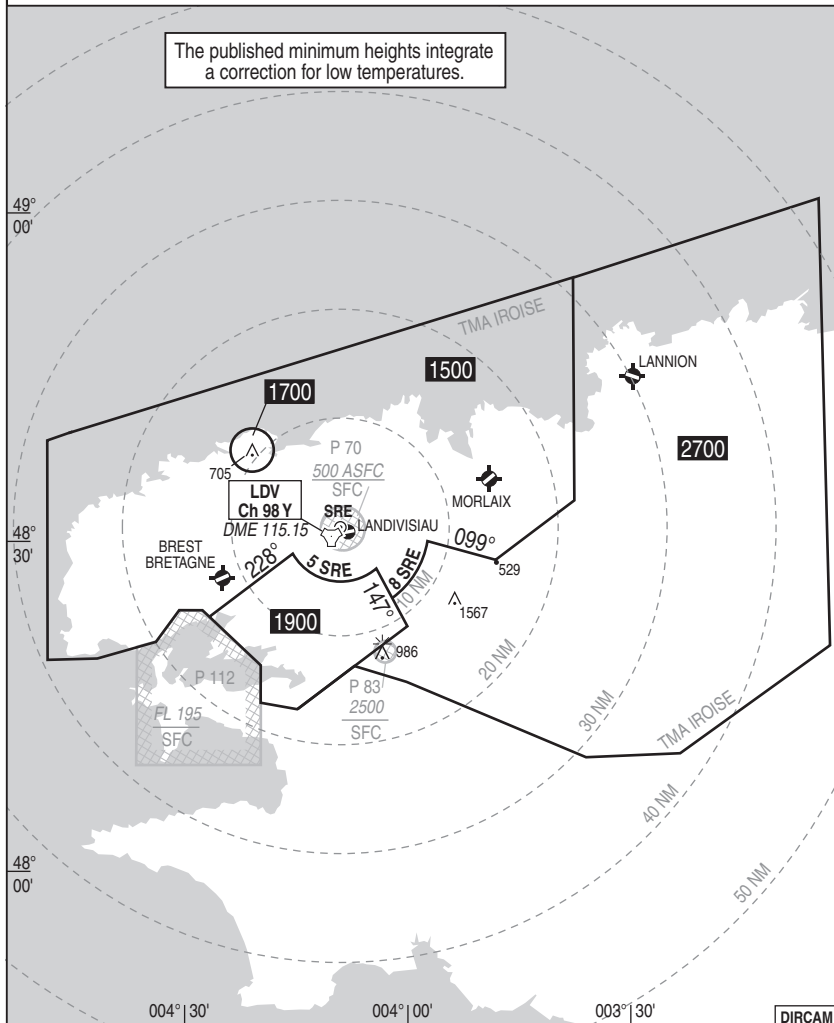 The published minimum heights integrate
a correction for low temperatures.
49°
00'
TMA IROISE
LANNION
1500
1700
2700
P 70
500 ASFC
SFC
705
MORLAIX
LDV
Ch 98 Y
DME 115.15
SRE
LANDIVISIAU
48°
30'
099°
BREST
BRETAGNE
228°
5 SRE
8 SRE
529
147°
10 NM
1567
1900
986
20 NM
P 112
P 83
2500
SFC
FL 195
SFC
30 NM
TMA IROISE
40 NM
48°
00'
50 NM
004° 30'
004° 00'
003° 30'
DIRCAM